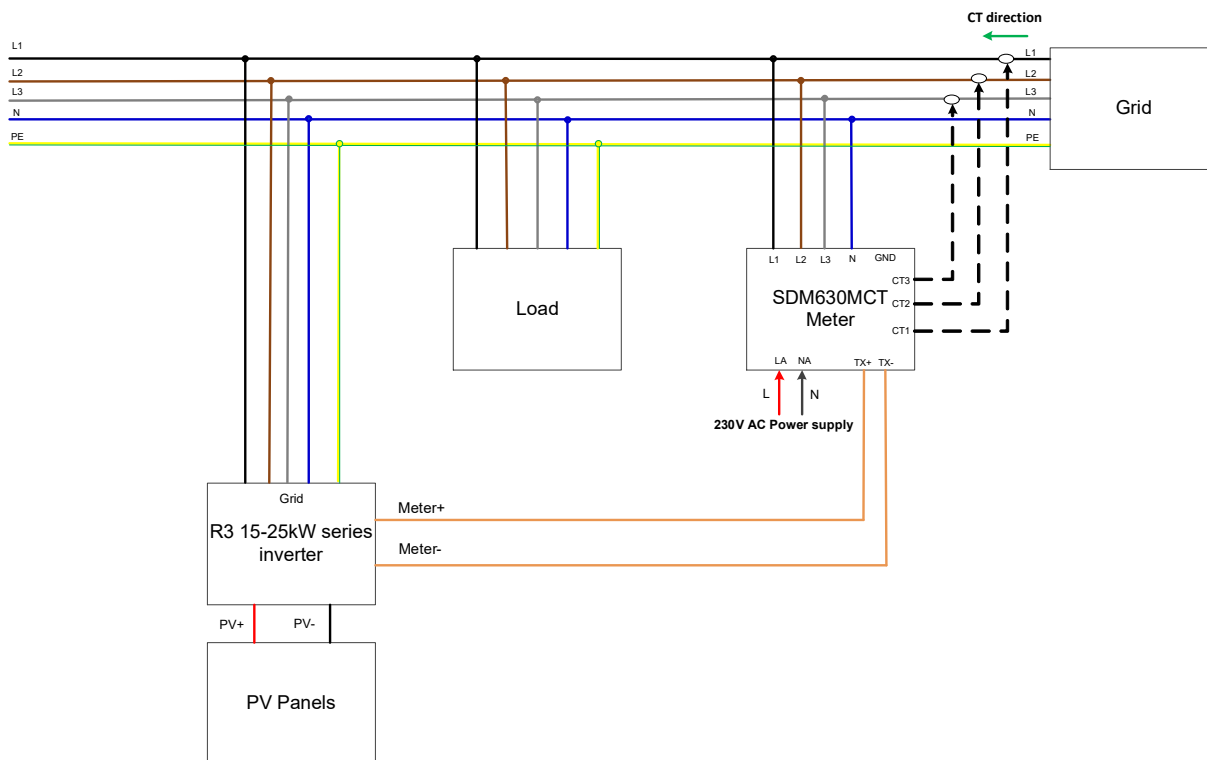 CT direction
L1
L2
L3
N
PE
L1
L2
L3
N
PE
Grid
Load
L1 L2 L3 N GND
CT3
CT2
CT1
SDM630MCT
Meter
LA NA TX+ TX-
L N
230V AC Power supply
Grid
R3 15-25kW series
inverter
Meter+
Meter-
PV+ PV-
PV Panels